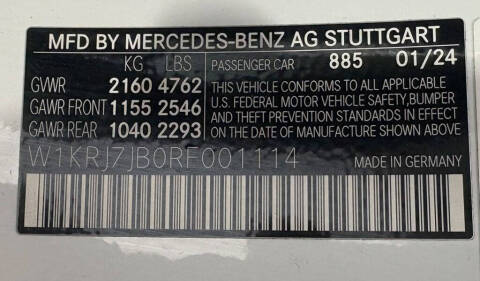 MFD BY MERCEDES-BENZ AG STUTTGART
KG LBS PASSENGER CAR 885 01/24
GVWR 2160 4762 THIS VEHICLE CONFORMS TO ALL APPLICABLE
GAWR FRONT 1155 2546 U.S. FEDERAL MOTOR VEHICLE SAFETY, BUMPER
GAWR REAR 1040 2293 AND THEFT PREVENTION STANDARDS IN EFFECT
ON THE DATE OF MANUFACTURE SHOWN ABOVE
W1KRJ7JB0RF001114 MADE IN GERMANY